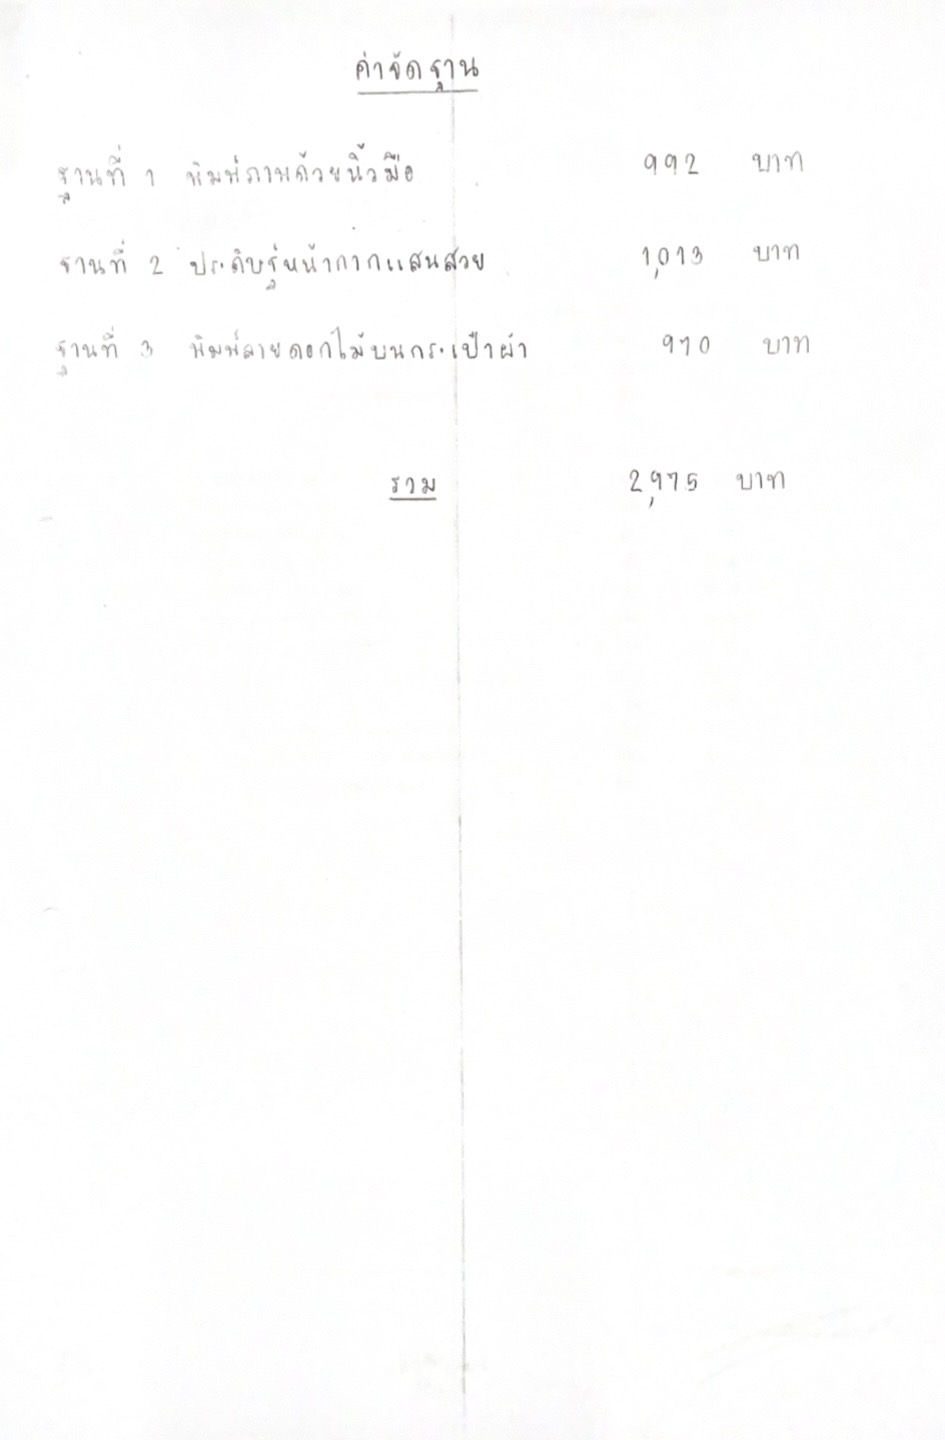 ค่าจัดฐาน
ฐานที่ 1 พิมพ์ภาพด้วยนิ้วมือ 992 บาท
ฐานที่ 2 ประดิษฐ์หน้ากากแสนสวย 1,013 บาท
ฐานที่ 3 พิมพ์ลายดอกไม้บนกระเป๋าผ้า 970 บาท
รวม 2,975 บาท